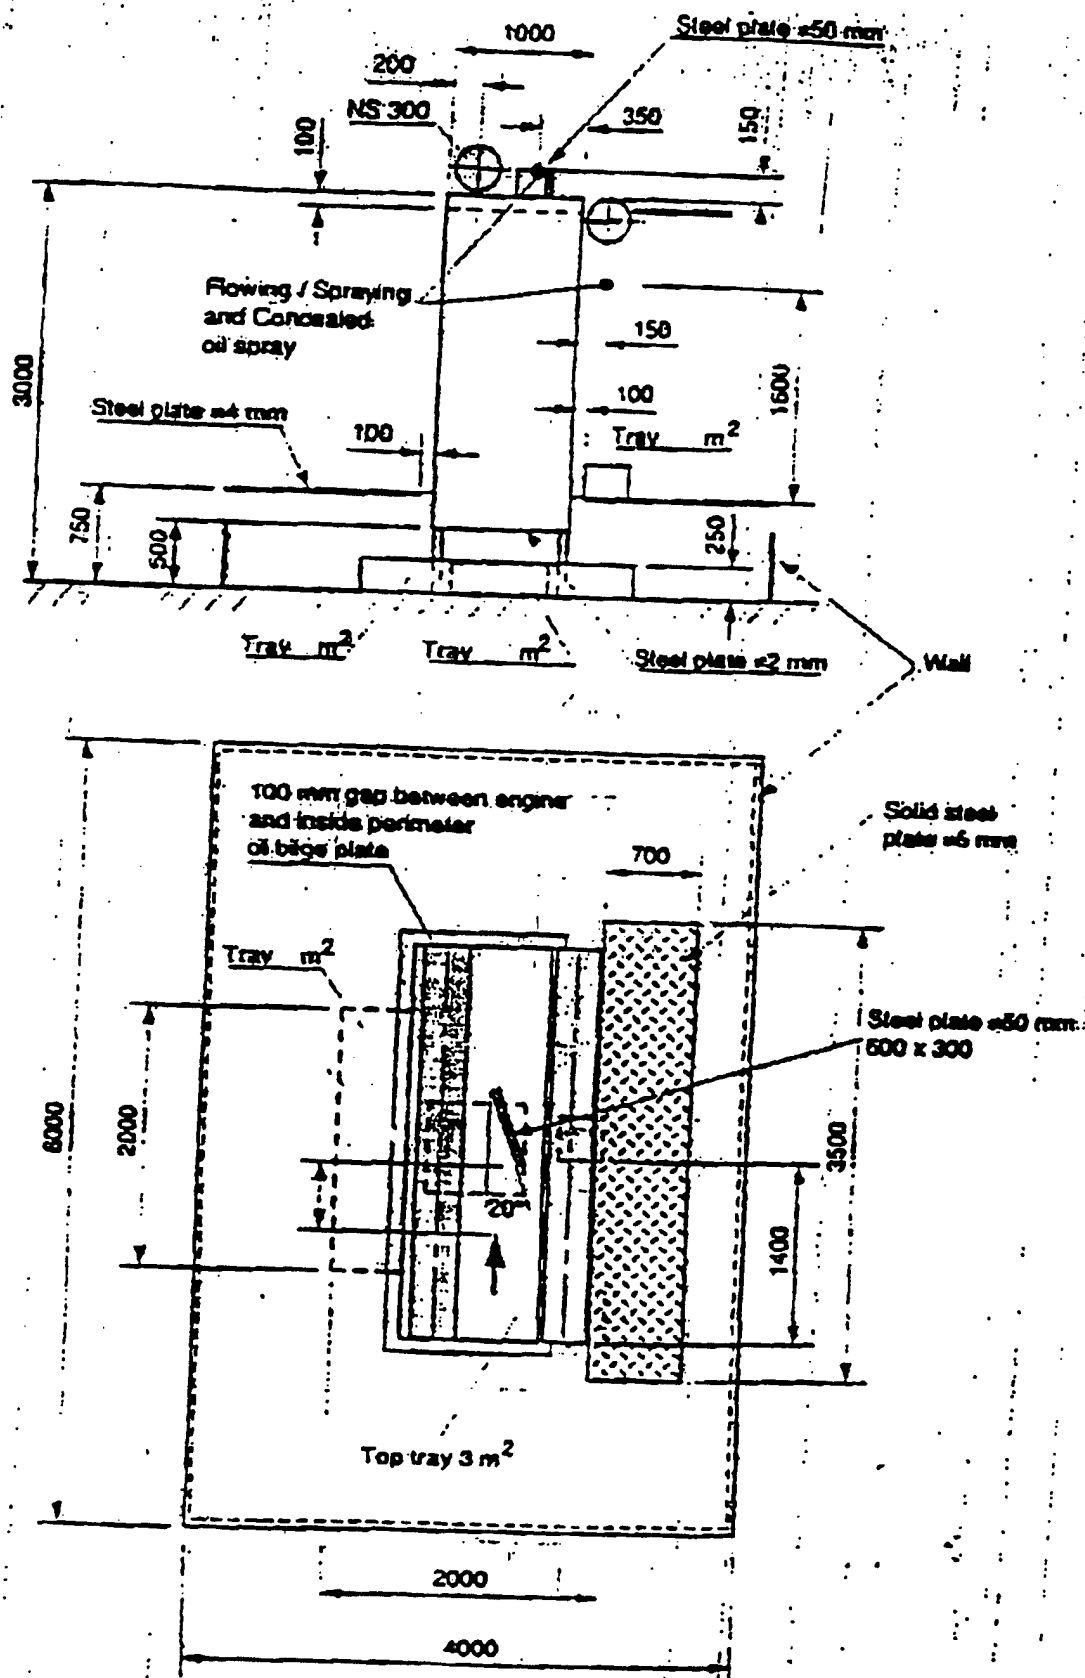 1000
Steel plate =50 mm
200
NS 300
350
100
150
Flowing / Spraying
and Concealed
oil spray
150
3000
1600
Steel plate =4 mm
100
100
Tray m²
750
500
250
Tray m²
Tray m²
Steel plate =2 mm
Wall
100 mm gap between engine
and inside perimeter
oil bilge plate
Solid steel
plate =6 mm
700
Tray m²
Steel plate =50 mm
600 x 300
6000
2000
3500
20°
1400
Top tray 3 m²
2000
4000